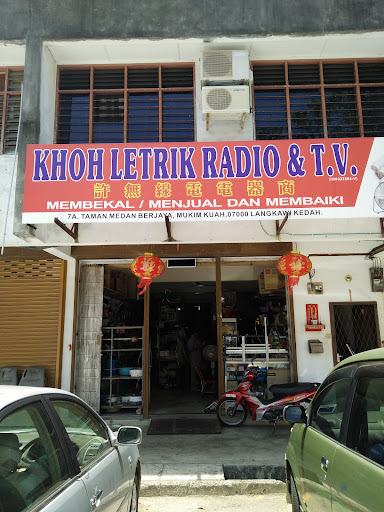 KHOH LETRIK RADIO & T.V.
許無線電電器商
MEMBEKAL / MENJUAL DAN MEMBAIKI
7A, TAMAN MEDAN BERJAYA, MUKIM KUAH,07000 LANGKAWI KEDAH.